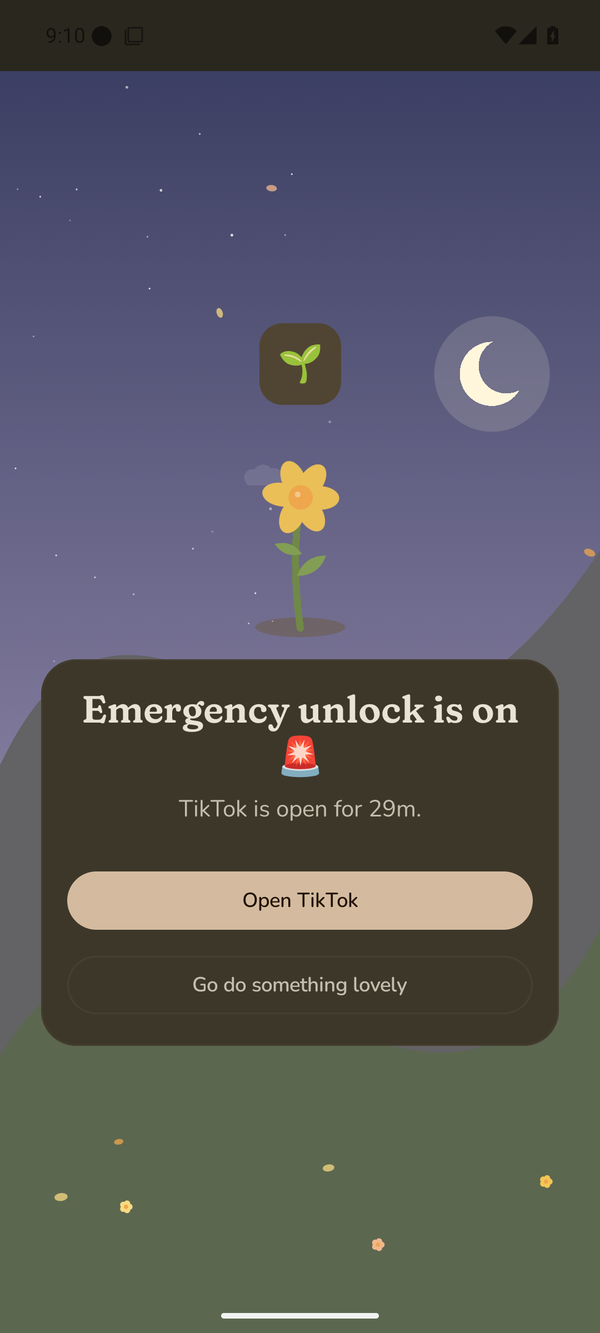 9:10
Emergency unlock is on
🚨
TikTok is open for 29m.
Open TikTok
Go do something lovely